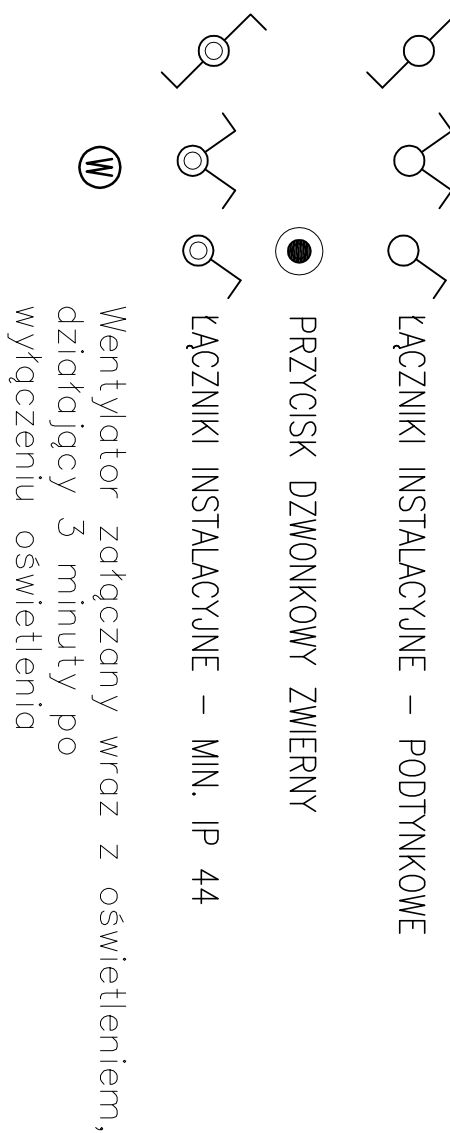 ŁĄCZNIKI INSTALACYJNE – PODTYNKOWE
PRZYCISK DZWONKOWY ZWIERNY
ŁĄCZNIKI INSTALACYJNE – MIN. IP 44
W
Wentylator załączany wraz z oświetleniem,
działający 3 minuty po
wyłączeniu oświetlenia